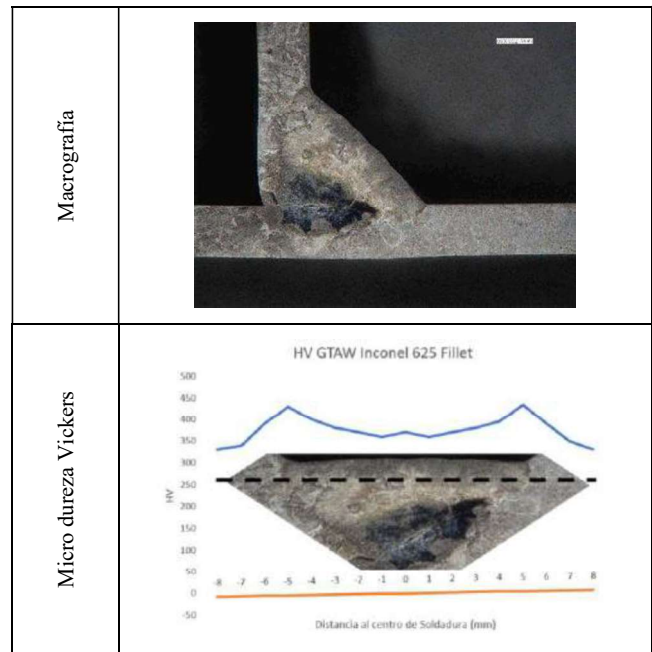 Macrografía
Micro dureza Vickers
HV GTAW Inconel 625 Fillet
500
450
400
350
300
250
200
150
100
50
0
-50
HV
-8 -7 -6 -5 -4 -3 -2 -1 0 1 2 3 4 5 6 7 8
Distancia al centro de Soldadura (mm)